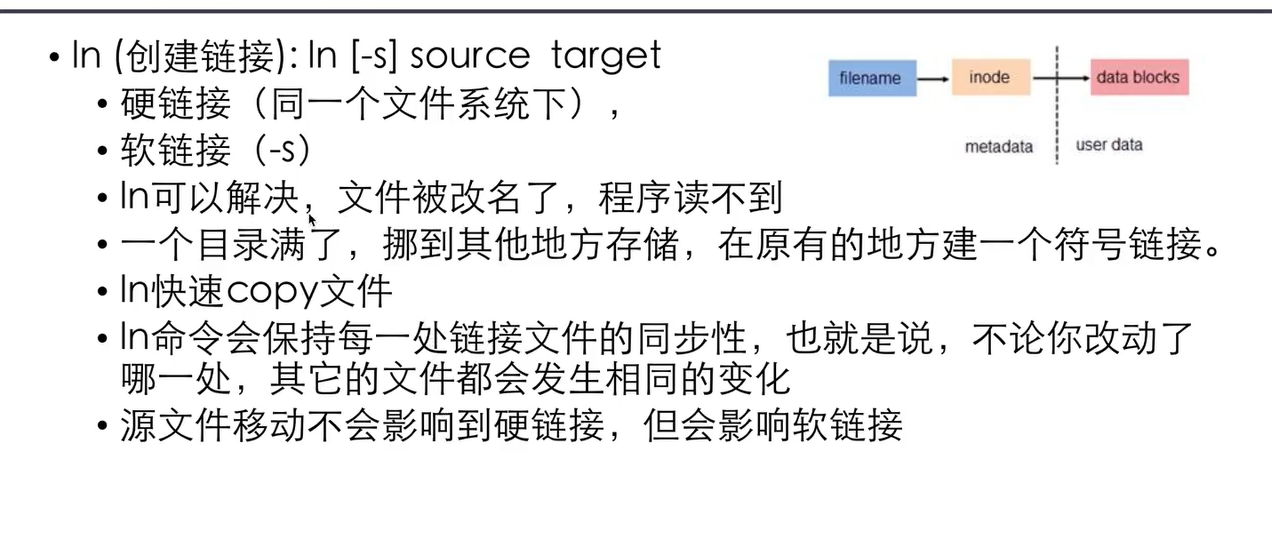 • ln (创建链接): ln [-s] source target
• 硬链接（同一个文件系统下），
• 软链接（-s）
• ln可以解决，文件被改名了，程序读不到
• 一个目录满了，挪到其他地方存储，在原有的地方建一个符号链接。
• ln快速copy文件
• ln命令会保持每一处链接文件的同步性，也就是说，不论你改动了
哪一处，其它的文件都会发生相同的变化
• 源文件移动不会影响到硬链接，但会影响软链接
filename inode data blocks
metadata user data